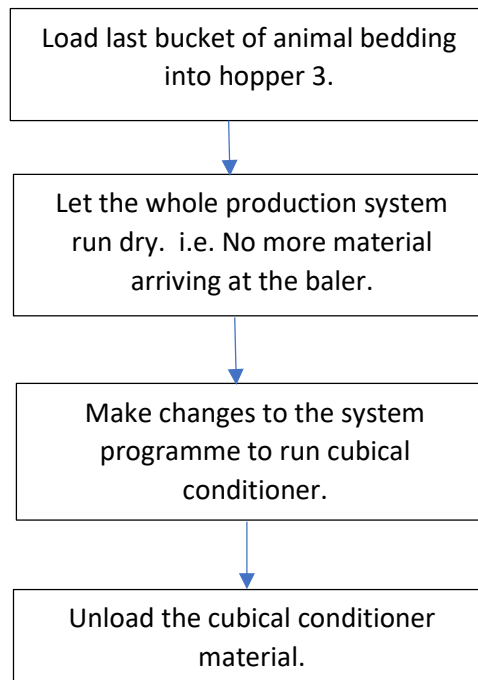 Load last bucket of animal bedding
into hopper 3.
Let the whole production system
run dry.  i.e. No more material
arriving at the baler.
Make changes to the system
programme to run cubical
conditioner.
Unload the cubical conditioner
material.